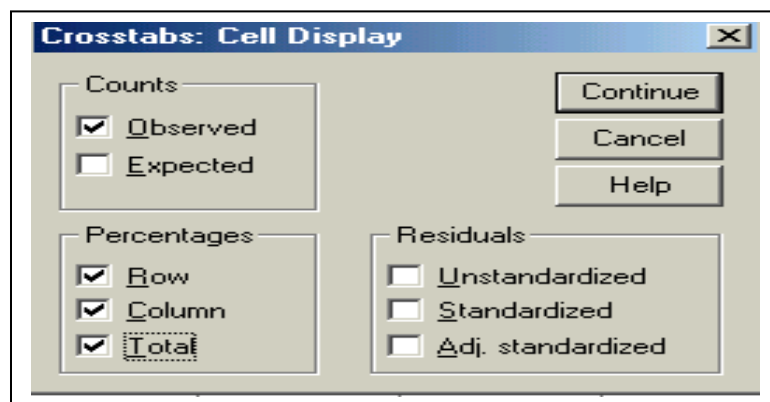 Crosstabs: Cell Display
Counts
Observed
Expected
Continue
Cancel
Help
Percentages
Row
Column
Total
Residuals
Unstandardized
Standardized
Adj. standardized